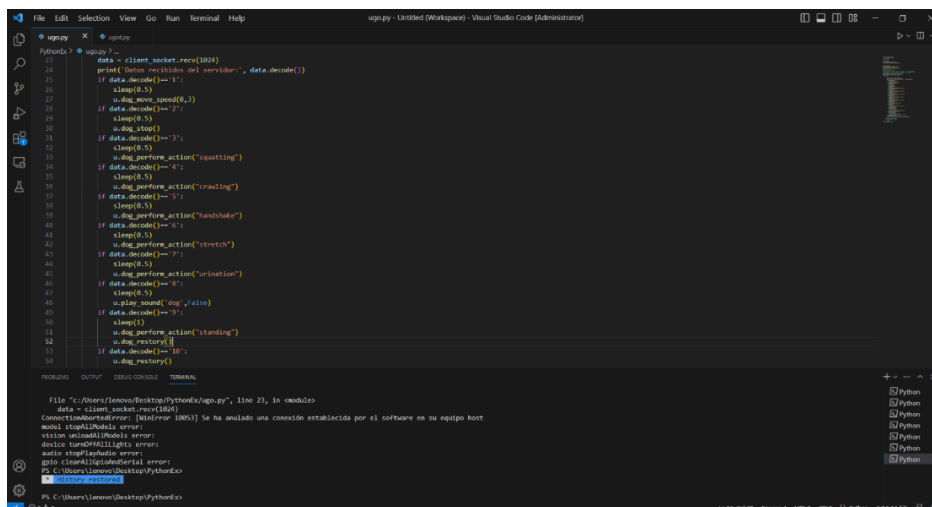 File Edit Selection View Go Run Terminal Help
ugo.py - Untitled (Workspace) - Visual Studio Code [Administrator]
ugo.py × ugot.py
PythonEx > ugo.py > ...
23 data = client_socket.recv(1024)
24 print('Datos recibidos del servidor:', data.decode())
25 if data.decode()=='1':
26 sleep(0.5)
27 u.dog_move_speed(0,3)
28 if data.decode()=='2':
29 sleep(0.5)
30 u.dog_stop()
31 if data.decode()=='3':
32 sleep(0.5)
33 u.dog_perform_action("squatting")
34 if data.decode()=='4':
35 sleep(0.5)
36 u.dog_perform_action("crawling")
37 if data.decode()=='5':
38 sleep(0.5)
39 u.dog_perform_action("handshake")
40 if data.decode()=='6':
41 sleep(0.5)
42 u.dog_perform_action("stretch")
43 if data.decode()=='7':
44 sleep(0.5)
45 u.dog_perform_action("urination")
46 if data.decode()=='8':
47 sleep(0.5)
48 u.play_sound('dog',False)
49 if data.decode()=='9':
50 sleep(1)
51 u.dog_perform_action("standing")
52 u.dog_restory()
53 if data.decode()=='10':
54 u.dog_restory()
PROBLEMS OUTPUT DEBUG CONSOLE TERMINAL
File "c:/Users/lenovo/Desktop/PythonEx/ugo.py", line 23, in <module>
data = client_socket.recv(1024)
ConnectionAbortedError: [WinError 10053] Se ha anulado una conexión establecida por el software en su equipo host
model stopAllModels error:
vision unloadAllModels error:
device turnOffAllLights error:
audio stopPlayAudio error:
gpio clearAllGpioAndSerial error:
PS C:\Users\lenovo\Desktop\PythonEx>
* History restored
PS C:\Users\lenovo\Desktop\PythonEx>
Python
Python
Python
Python
Python
Python
Python